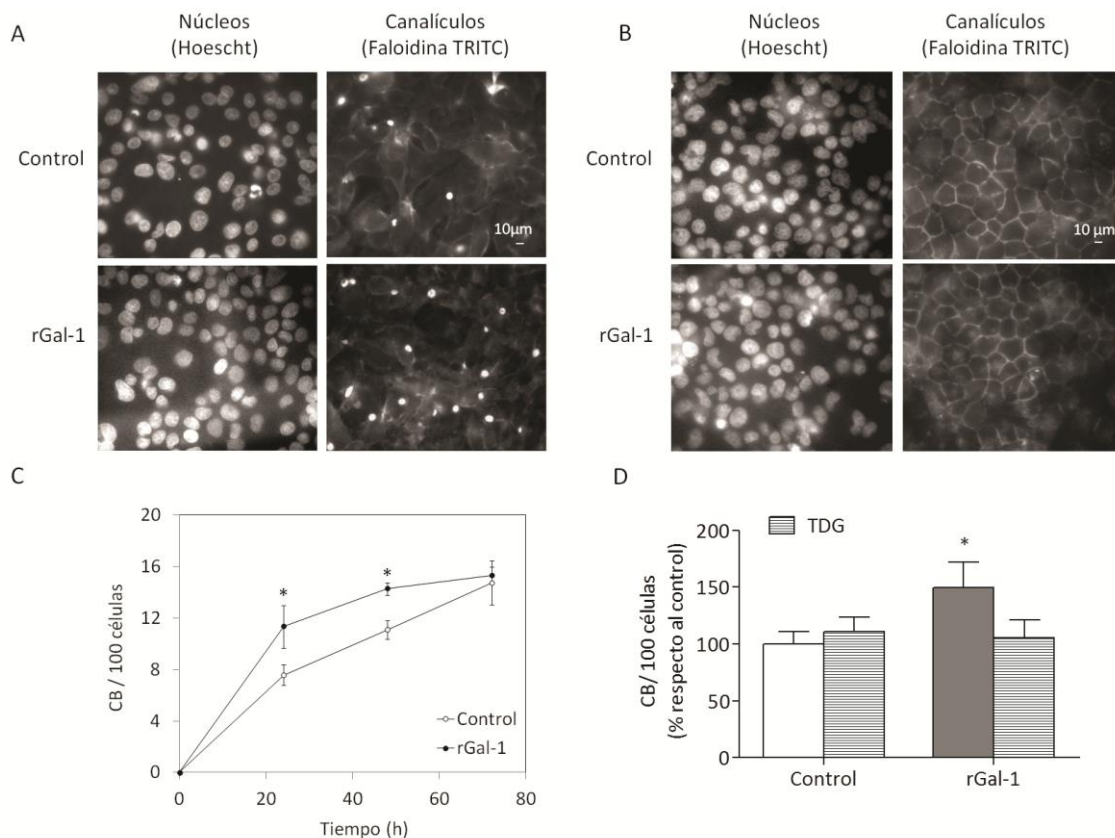 A
Núcleos
(Hoescht)
Canalículos
(Faloidina TRITC)
Control
10µm
rGal-1
B
Núcleos
(Hoescht)
Canalículos
(Faloidina TRITC)
Control
10 µm
rGal-1
C
CB / 100 células
20
16
12
8
4
0
*
*
Control
rGal-1
0
20
40
60
80
Tiempo (h)
D
CB/ 100 células
(% respecto al control)
200
150
100
50
0
TDG
*
Control
rGal-1